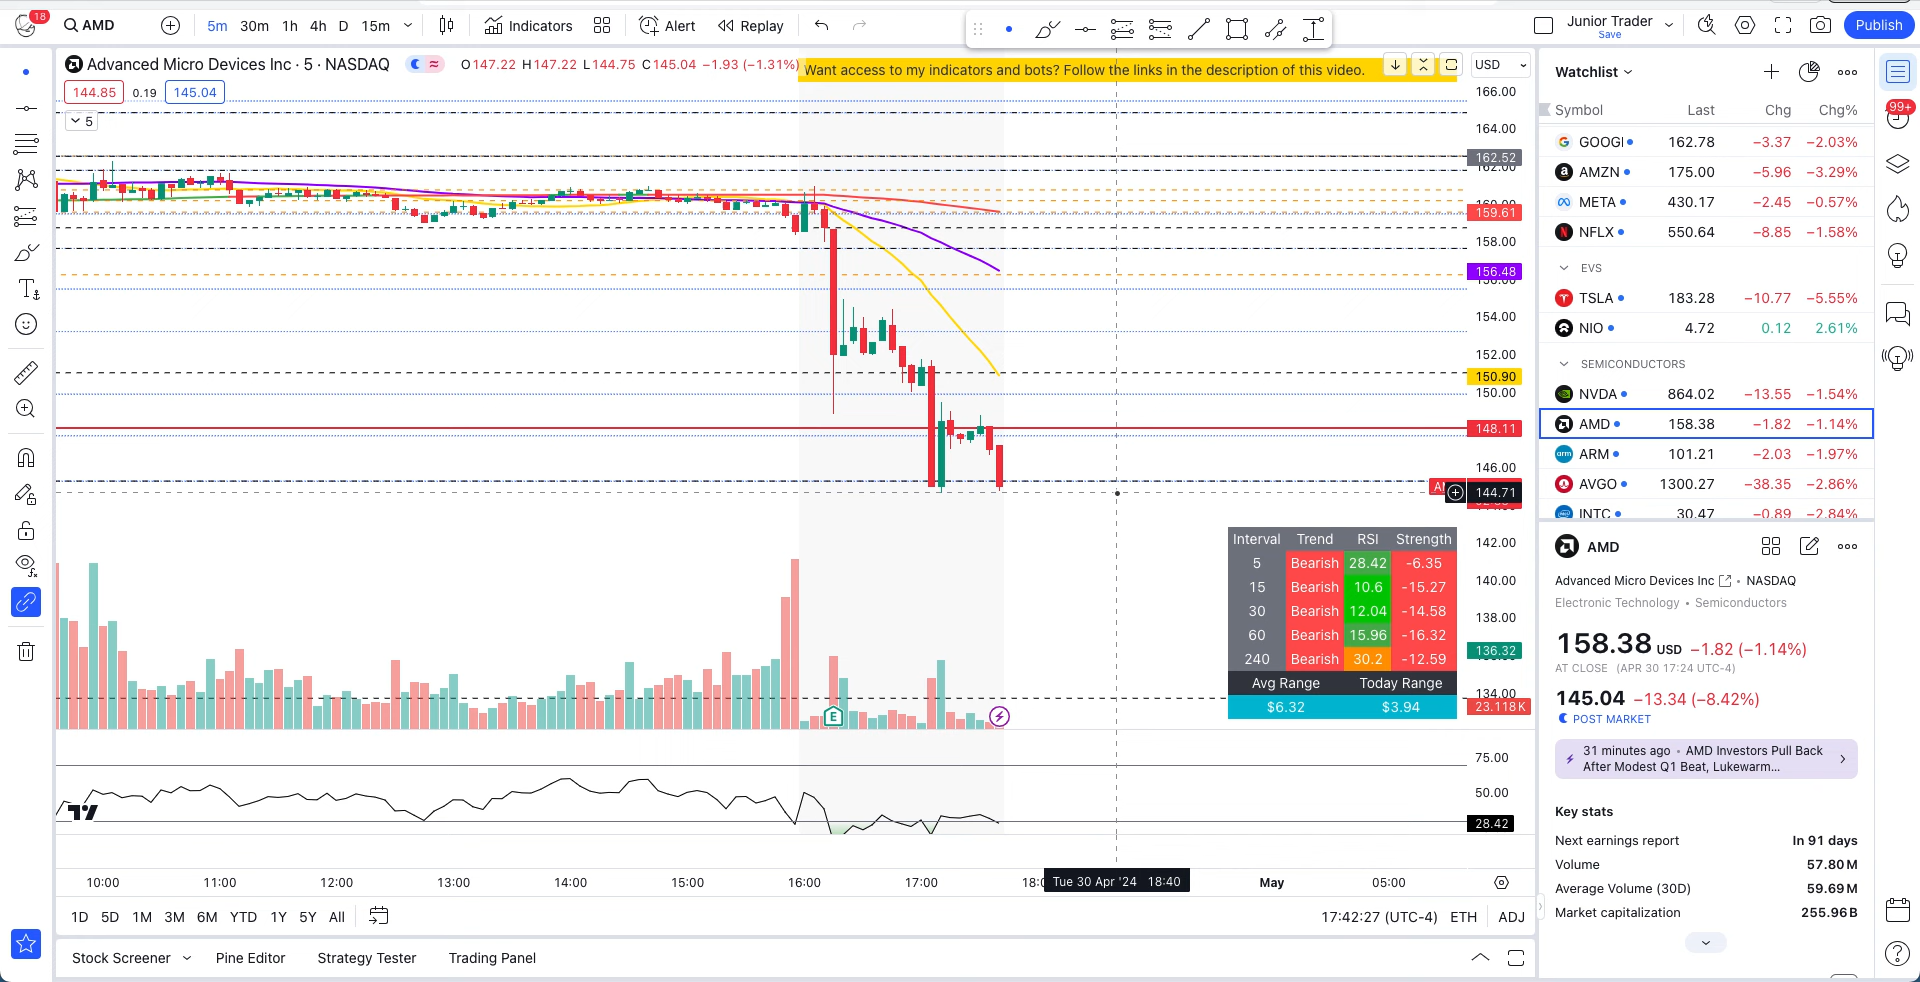 18
AMD
5m 30m 1h 4h D 15m
Indicators
Alert
Replay
Junior Trader
Save
Publish
Advanced Micro Devices Inc · 5 · NASDAQ
O147.22 H147.22 L144.75 C145.04 −1.93 (−1.31%)
Want access to my indicators and bots? Follow the links in the description of this video.
USD
144.85 0.19 145.04
5
166.00
164.00
162.52
162.00
160.00
159.61
158.00
156.48
156.00
154.00
152.00
150.90
150.00
148.11
146.00
144.71
142.00
140.00
138.00
136.32
134.00
23.118K
Interval Trend RSI Strength
5 Bearish 28.42 -6.35
15 Bearish 10.6 -15.27
30 Bearish 12.04 -14.58
60 Bearish 15.96 -16.32
240 Bearish 30.2 -12.59
Avg Range Today Range
$6.32 $3.94
E
75.00
50.00
28.42
10:00 11:00 12:00 13:00 14:00 15:00 16:00 17:00 Tue 30 Apr '24 18:40 May 05:00
1D 5D 1M 3M 6M YTD 1Y 5Y All
17:42:27 (UTC-4) ETH ADJ
Stock Screener Pine Editor Strategy Tester Trading Panel
Watchlist
Symbol Last Chg Chg%
GOOGL 162.78 −3.37 −2.03%
AMZN 175.00 −5.96 −3.29%
META 430.17 −2.45 −0.57%
NFLX 550.64 −8.85 −1.58%
EVS
TSLA 183.28 −10.77 −5.55%
NIO 4.72 0.12 2.61%
SEMICONDUCTORS
NVDA 864.02 −13.55 −1.54%
AMD 158.38 −1.82 −1.14%
ARM 101.21 −2.03 −1.97%
AVGO 1300.27 −38.35 −2.86%
INTC 30.47 −0.89 −2.84%
AMD
Advanced Micro Devices Inc • NASDAQ
Electronic Technology • Semiconductors
158.38 USD −1.82 (−1.14%)
AT CLOSE (APR 30 17:24 UTC-4)
145.04 −13.34 (−8.42%)
POST MARKET
31 minutes ago • AMD Investors Pull Back
After Modest Q1 Beat, Lukewarm...
Key stats
Next earnings report In 91 days
Volume 57.80M
Average Volume (30D) 59.69M
Market capitalization 255.96B
99+